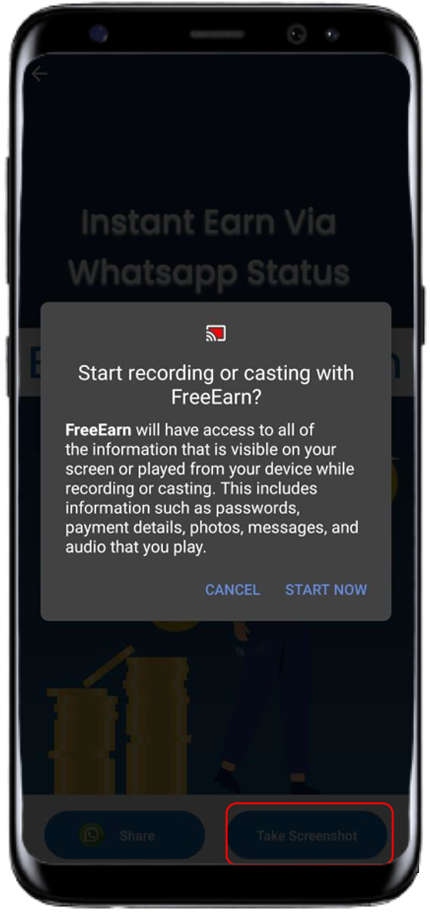 Instant Earn Via
Whatsapp Status
Start recording or casting with
FreeEarn?
FreeEarn will have access to all of
the information that is visible on your
screen or played from your device while
recording or casting. This includes
information such as passwords,
payment details, photos, messages, and
audio that you play.
CANCEL START NOW
Share Take Screenshot